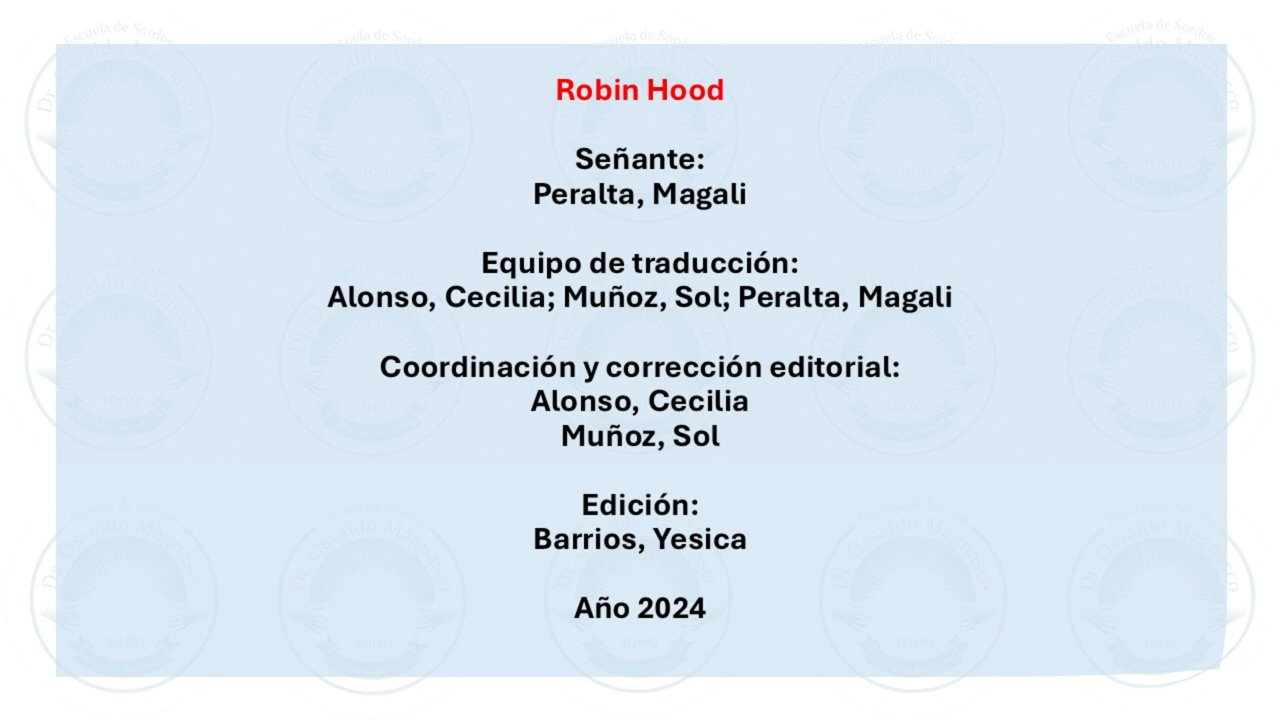 Robin Hood
Señante:
Peralta, Magali
Equipo de traducción:
Alonso, Cecilia; Muñoz, Sol; Peralta, Magali
Coordinación y corrección editorial:
Alonso, Cecilia
Muñoz, Sol
Edición:
Barrios, Yesica
Año 2024